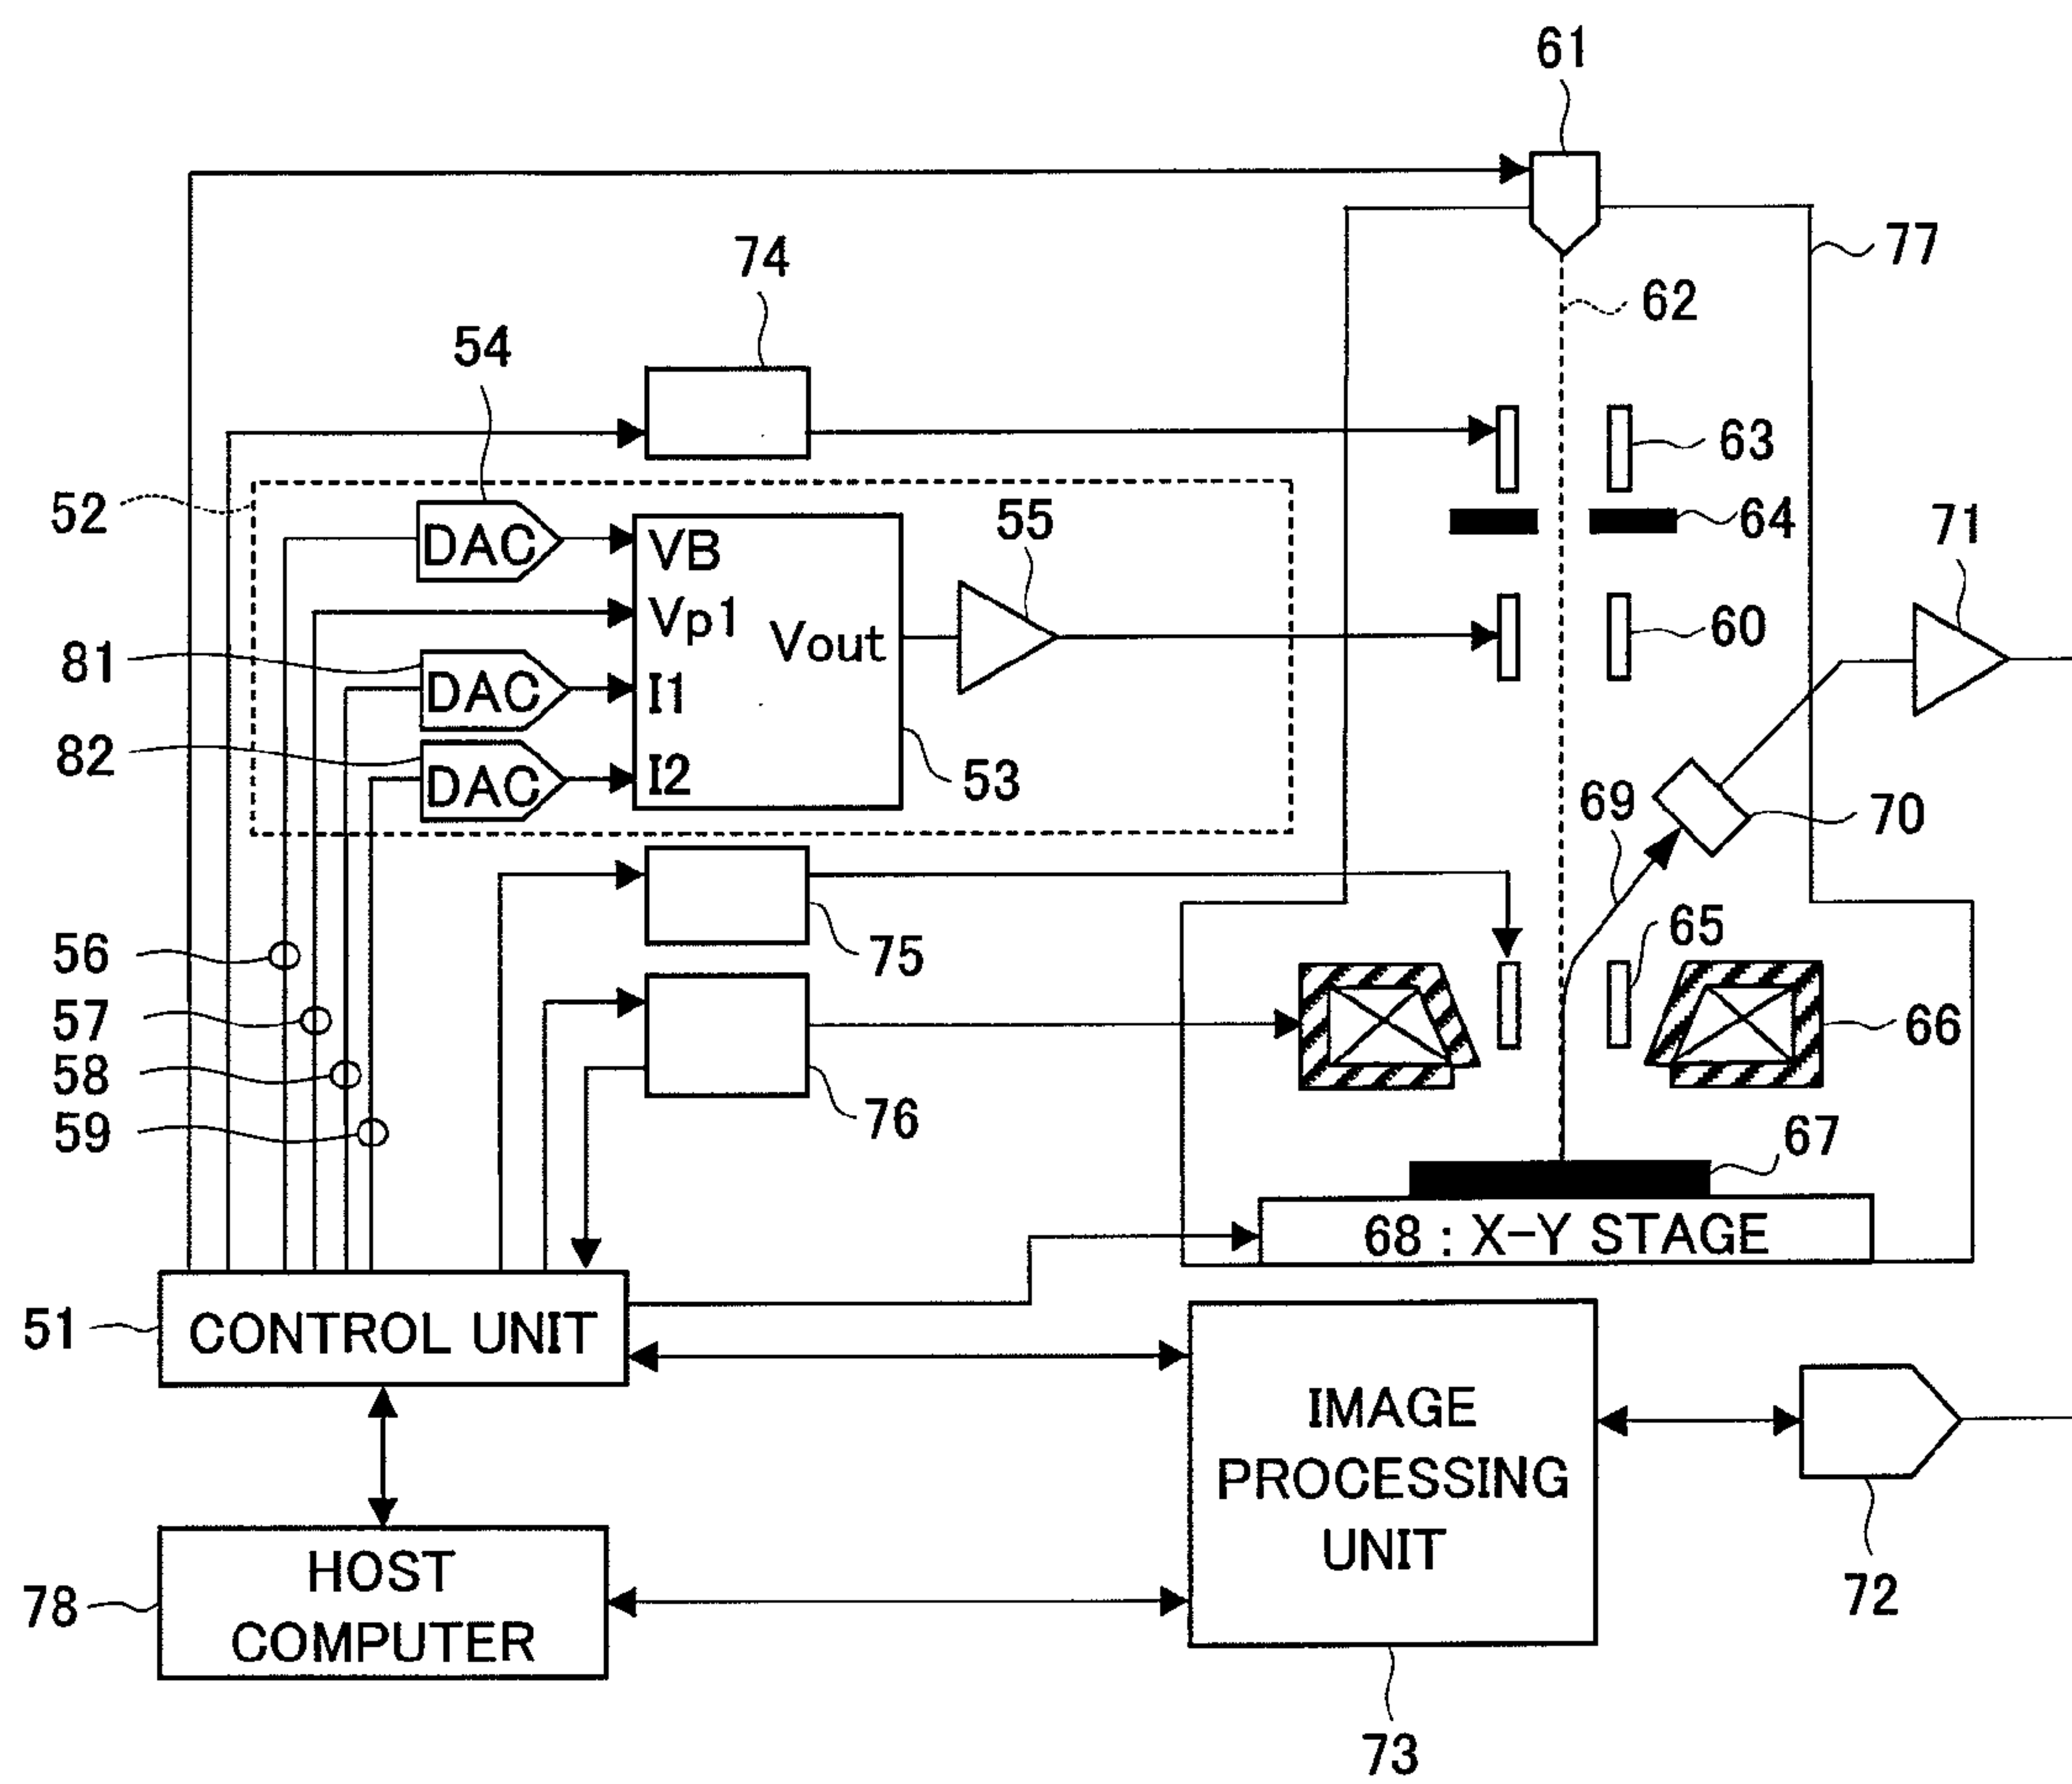 61
77
74
62
54
63
52
DAC
VB
55
64
71
Vp1
Vout
60
81
DAC
I1
82
DAC
I2
53
69
70
65
56
75
57
66
58
76
59
67
68 : X-Y STAGE
51
CONTROL UNIT
IMAGE
PROCESSING
UNIT
72
78
HOST
COMPUTER
73